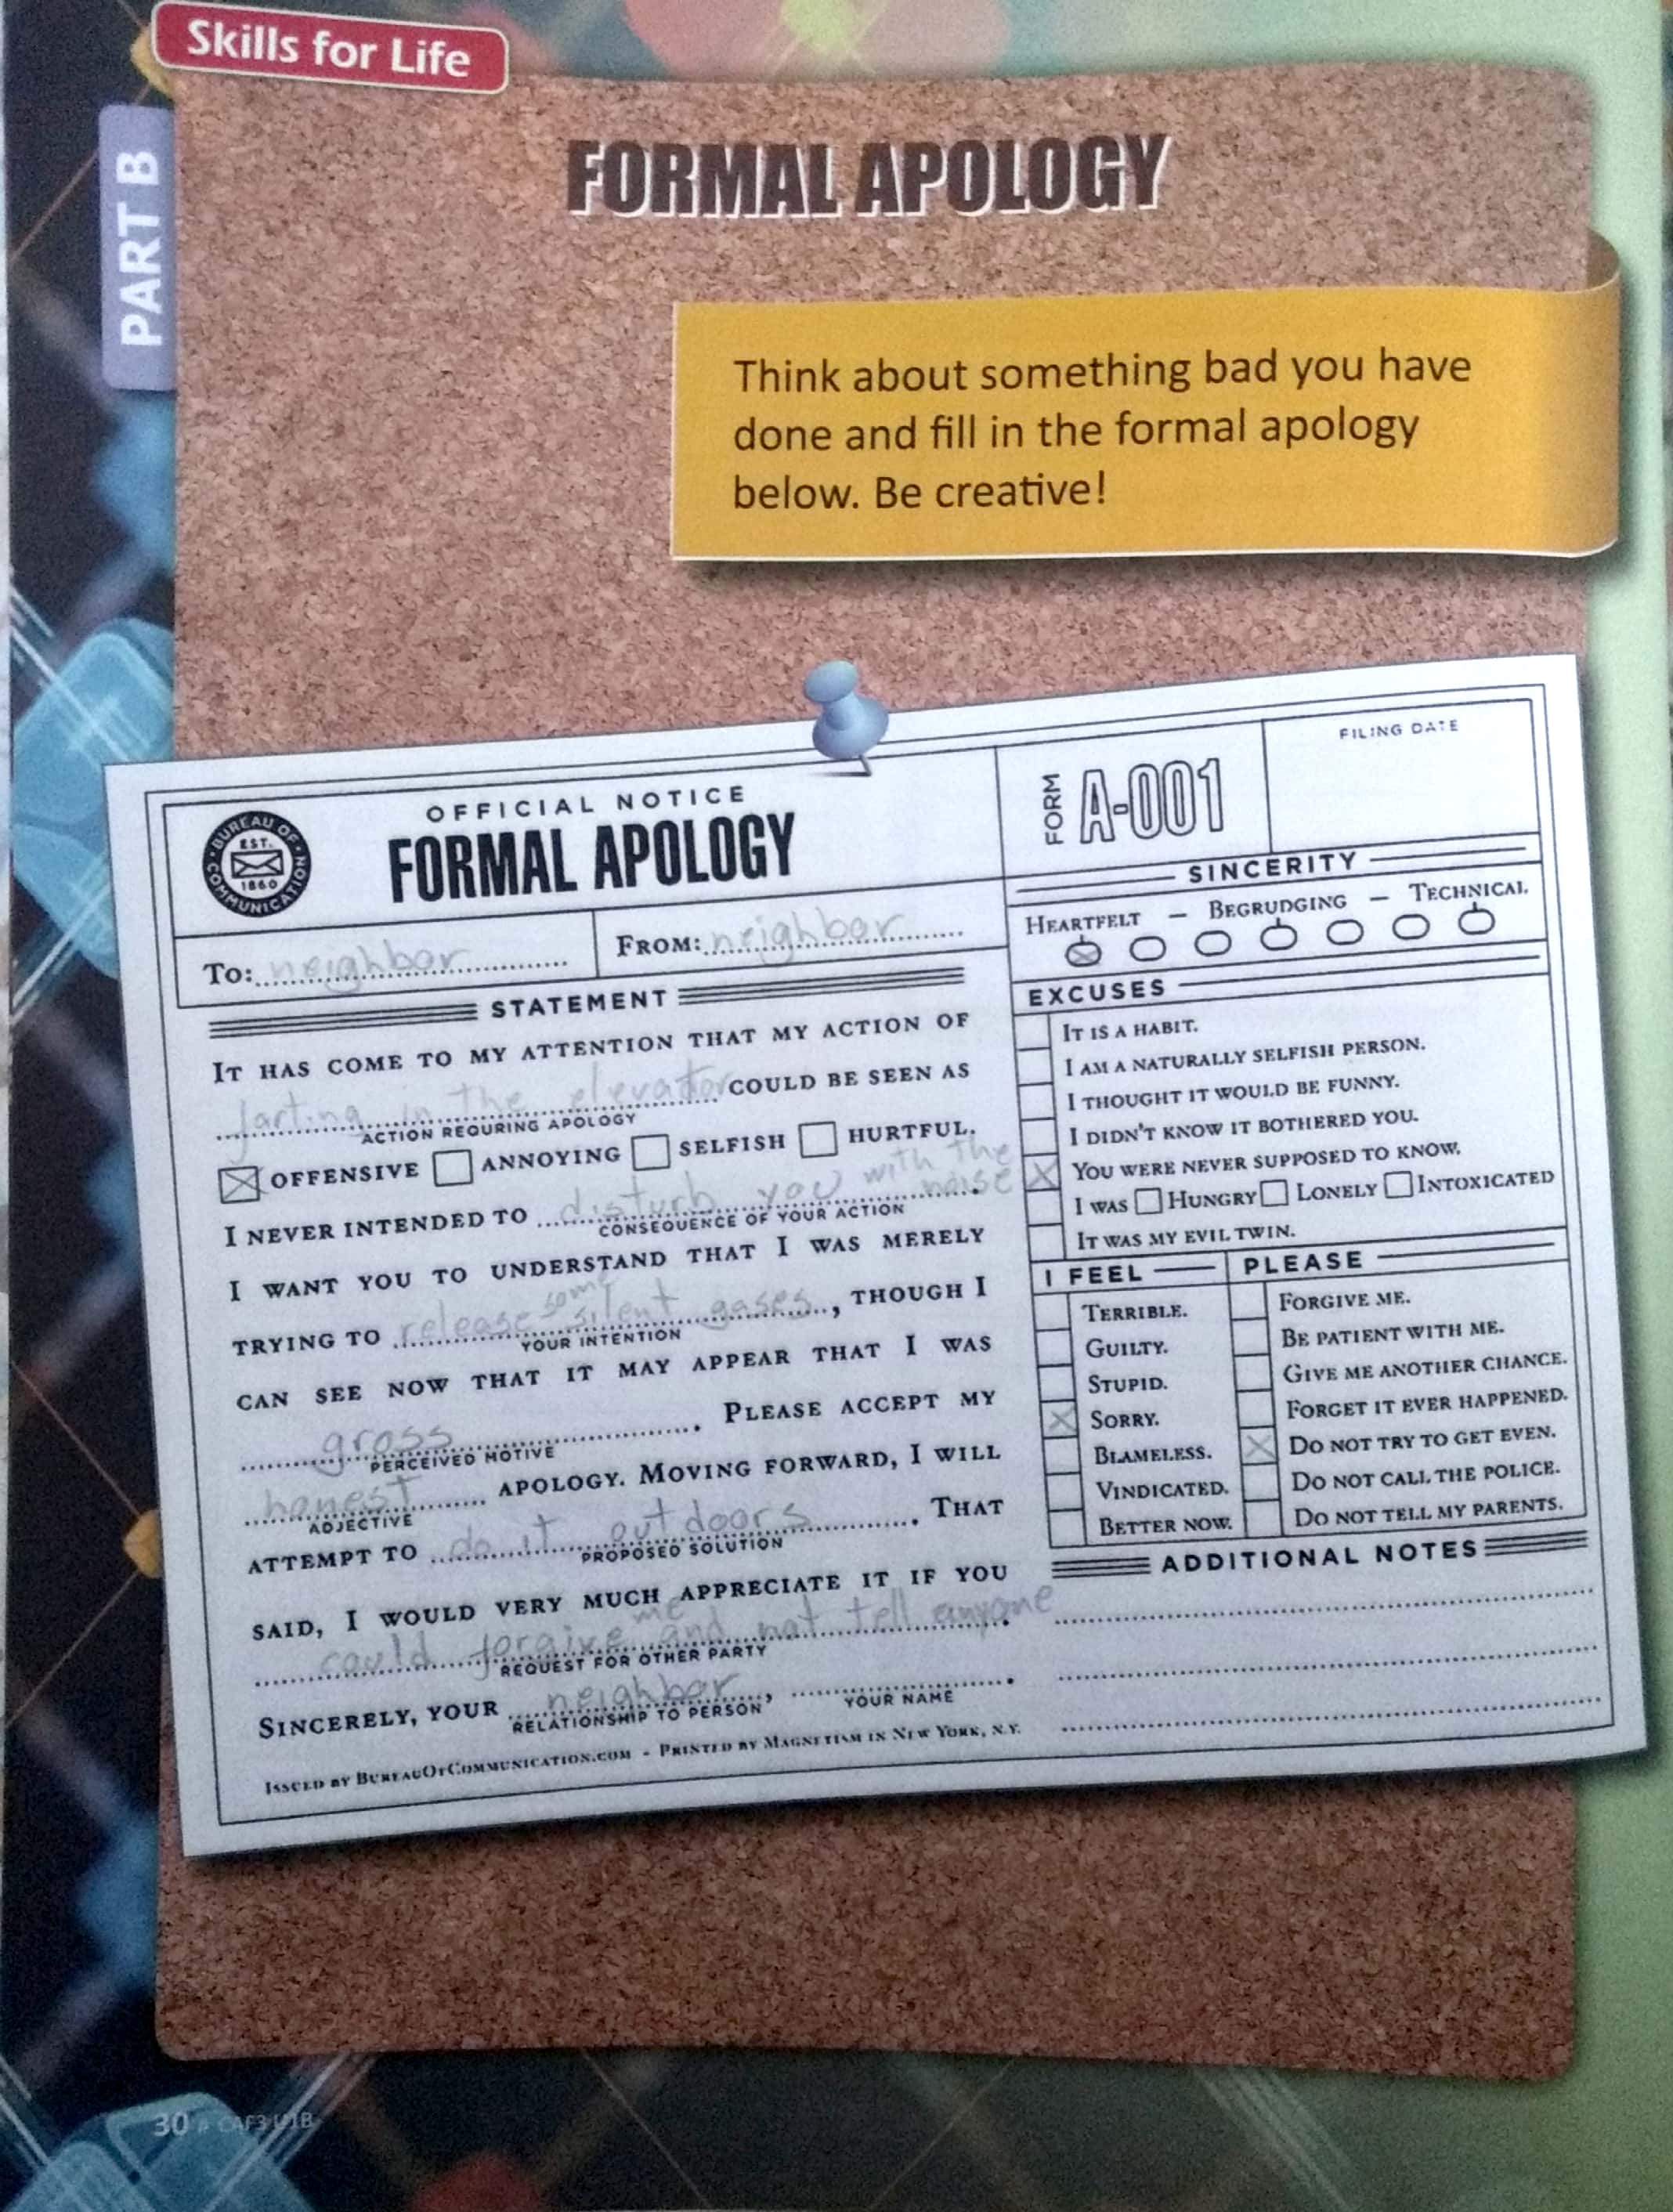 Skills for Life
PART B
FORMAL APOLOGY
Think about something bad you have
done and fill in the formal apology
below. Be creative!
BUREAU OF COMMUNICATION
EST.
1860
OFFICIAL NOTICE
FORMAL APOLOGY
FORM A-001
FILING DATE
To: neighbor
FROM: neighbor
STATEMENT
IT HAS COME TO MY ATTENTION THAT MY ACTION OF
farting in the elevator COULD BE SEEN AS
ACTION REQURING APOLOGY
OFFENSIVE ANNOYING SELFISH HURTFUL.
I NEVER INTENDED TO disturb you with the noise.
CONSEQUENCE OF YOUR ACTION
I WANT YOU TO UNDERSTAND THAT I WAS MERELY
TRYING TO release some silent gases, THOUGH I
YOUR INTENTION
CAN SEE NOW THAT IT MAY APPEAR THAT I WAS
gross. PLEASE ACCEPT MY
PERCEIVED MOTIVE
honest APOLOGY. MOVING FORWARD, I WILL
ADJECTIVE
ATTEMPT TO do it outdoors. THAT
PROPOSED SOLUTION
SAID, I WOULD VERY MUCH APPRECIATE IT IF YOU
could forgive me and not tell anyone.
REQUEST FOR OTHER PARTY
SINCERELY, YOUR neighbor, .
RELATIONSHIP TO PERSON YOUR NAME
ISSUED BY BUREAUOFCOMMUNICATION.COM - PRINTED BY MAGNETISM IN NEW YORK, N.Y.
SINCERITY
HEARTFELT – BEGRUDGING – TECHNICAL
EXCUSES
IT IS A HABIT.
I AM A NATURALLY SELFISH PERSON.
I THOUGHT IT WOULD BE FUNNY.
I DIDN'T KNOW IT BOTHERED YOU.
YOU WERE NEVER SUPPOSED TO KNOW.
I WAS HUNGRY LONELY INTOXICATED
IT WAS MY EVIL TWIN.
I FEEL
TERRIBLE.
GUILTY.
STUPID.
SORRY.
BLAMELESS.
VINDICATED.
BETTER NOW.
PLEASE
FORGIVE ME.
BE PATIENT WITH ME.
GIVE ME ANOTHER CHANCE.
FORGET IT EVER HAPPENED.
DO NOT TRY TO GET EVEN.
DO NOT CALL THE POLICE.
DO NOT TELL MY PARENTS.
ADDITIONAL NOTES
30